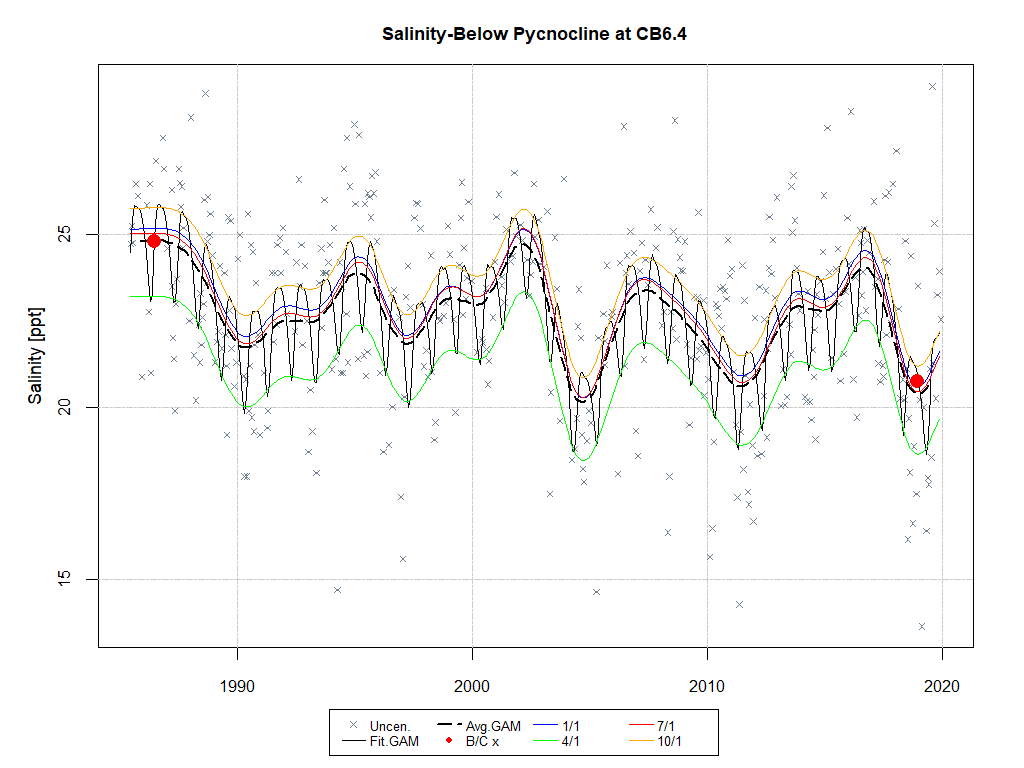 Salinity-Below Pycnocline at CB6.4
Salinity [ppt]
25
20
15
1990 2000 2010 2020
Uncen. Avg.GAM 1/1 7/1
Fit.GAM B/C x 4/1 10/1